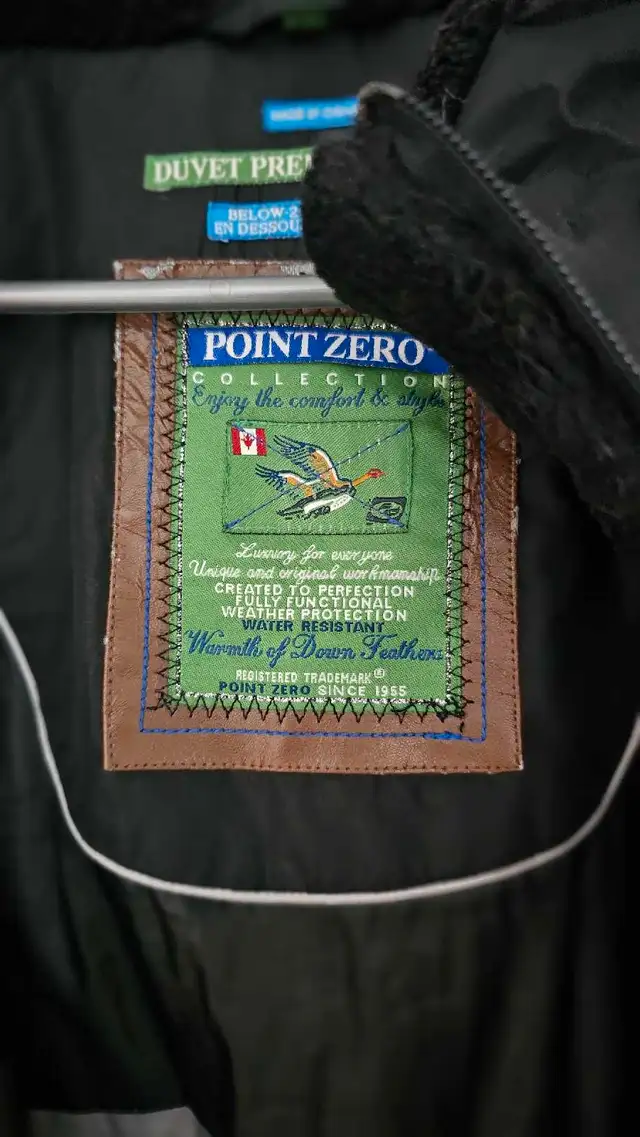 MADE IN
DUVET PREM
BELOW-2
EN DESSOU
POINT ZERO
COLLECTION
Enjoy the comfort & style
Luxury for everyone
Unique and original workmanship
CREATED TO PERFECTION
FULLY FUNCTIONAL
WEATHER PROTECTION
WATER RESISTANT
Warmth of Down Feathers
REGISTERED TRADEMARK®
POINT ZERO SINCE 1955